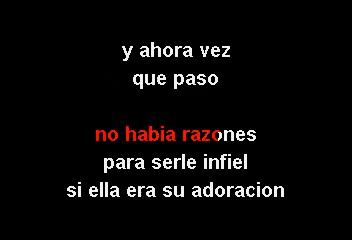 y ahora vez
que paso
no habia razones
para serle infiel
si ella era su adoracion